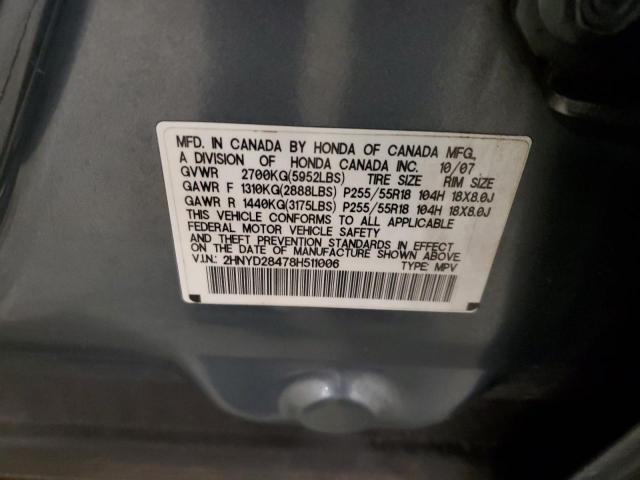 MFD. IN CANADA BY HONDA OF CANADA MFG.,
A DIVISION OF HONDA CANADA INC. 10/07
GVWR 2700KG(5952LBS) TIRE SIZE RIM SIZE
GAWR F 1310KG(2888LBS) P255/55R18 104H 18X8.0J
GAWR R 1440KG(3175LBS) P255/55R18 104H 18X8.0J
THIS VEHICLE CONFORMS TO ALL APPLICABLE
FEDERAL MOTOR VEHICLE SAFETY
AND THEFT PREVENTION STANDARDS IN EFFECT
ON THE DATE OF MANUFACTURE SHOWN ABOVE.
V.I.N.: 2HNYD28478H511006 TYPE: MPV